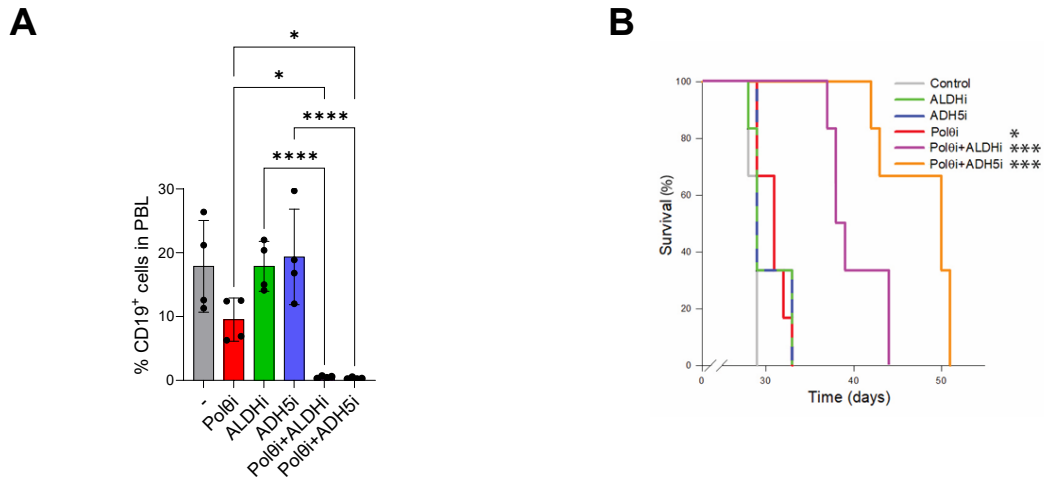 A
*
*
****
****
30
20
10
0
% CD19+ cells in PBL
-
Polθi
ALDHi
ADH5i
Polθi+ALDHi
Polθi+ADH5i
B
100
80
60
40
20
0
Survival (%)
0
30
40
50
Time (days)
Control
ALDHi
ADH5i
Polθi *
Polθi+ALDHi ***
Polθi+ADH5i ***